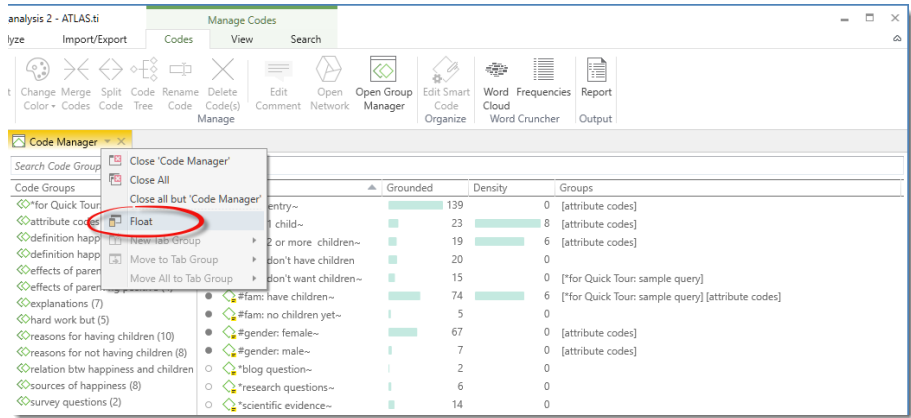 analysis 2 - ATLAS.ti
Manage Codes
lyze Import/Export Codes View Search
Change Color Merge Codes Split Code Code Tree Rename Code Delete Code(s) Edit Comment Open Network Open Group Manager Edit Smart Code Word Cloud Frequencies Report
Manage Organize Word Cruncher Output
Code Manager
Search Code Group
Close 'Code Manager'
Close All
Close all but 'Code Manager'
Float
New Tab Group
Move to Tab Group
Move All to Tab Group
Code Groups Grounded Density Groups
*for Quick Tour entry~ 139 0 [attribute codes]
attribute codes 1 child~ 23 8 [attribute codes]
definition happ 2 or more children~ 19 6 [attribute codes]
definition happ don't have children 20 0
effects of paren don't want children~ 15 0 [*for Quick Tour: sample query]
effects of paren #fam: have children~ 74 6 [*for Quick Tour: sample query] [attribute codes]
explanations (7) #fam: no children yet~ 5 0
hard work but (5) #gender: female~ 67 0 [attribute codes]
reasons for having children (10) #gender: male~ 7 0 [attribute codes]
reasons for not having children (8) *blog question~ 2 0
relation btw happiness and children *research questions~ 6 0
sources of happiness (8) *scientific evidence~ 14 0
survey questions (2)